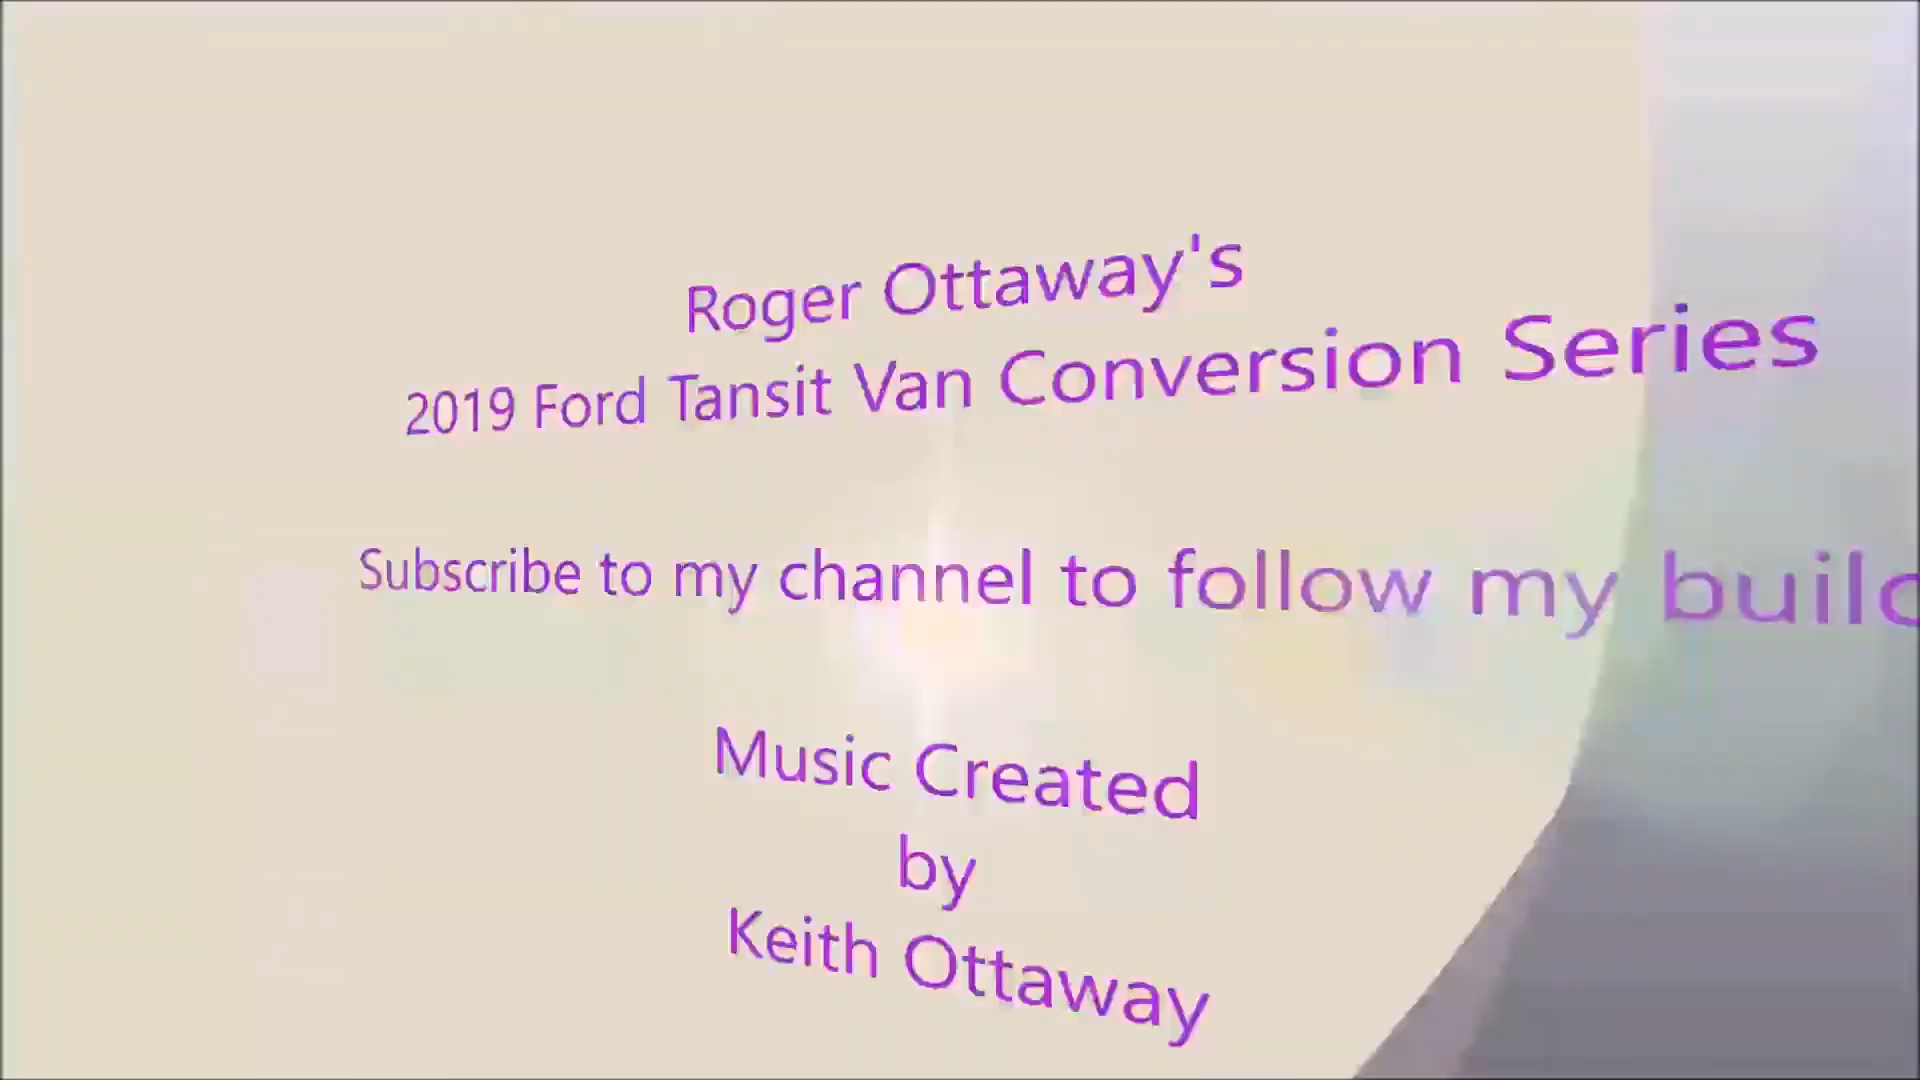 Roger Ottaway's
2019 Ford Tansit Van Conversion Series
Subscribe to my channel to follow my build
Music Created
by
Keith Ottaway